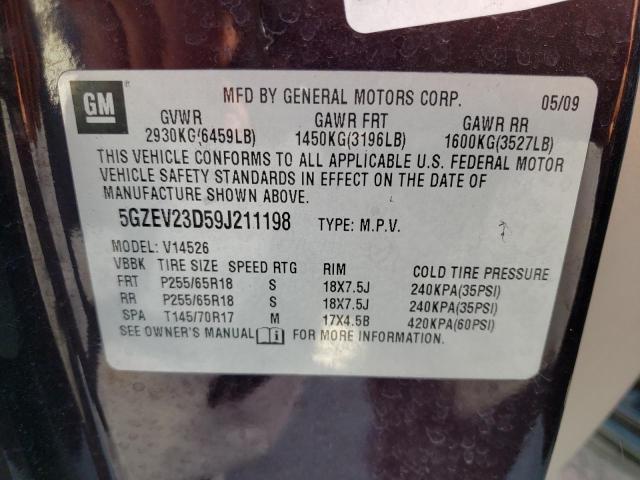 GM
MFD BY GENERAL MOTORS CORP. 05/09
GVWR GAWR FRT GAWR RR
2930KG(6459LB) 1450KG(3196LB) 1600KG(3527LB)
THIS VEHICLE CONFORMS TO ALL APPLICABLE U.S. FEDERAL MOTOR
VEHICLE SAFETY STANDARDS IN EFFECT ON THE DATE OF
MANUFACTURE SHOWN ABOVE.
5GZEV23D59J211198 TYPE: M.P.V.
MODEL: V14526
VBBK TIRE SIZE SPEED RTG RIM COLD TIRE PRESSURE
FRT P255/65R18 S 18X7.5J 240KPA(35PSI)
RR P255/65R18 S 18X7.5J 240KPA(35PSI)
SPA T145/70R17 M 17X4.5B 420KPA(60PSI)
SEE OWNER'S MANUAL FOR MORE INFORMATION.